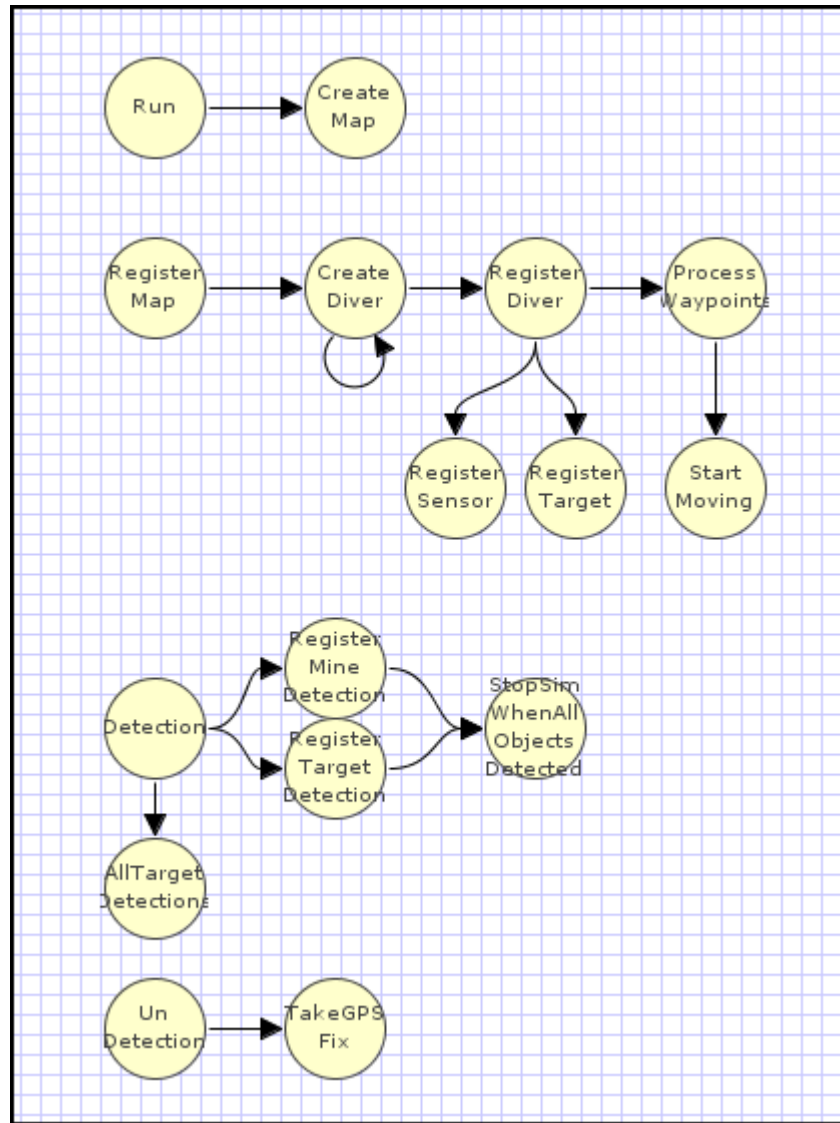 Run
Create
Map
Register
Map
Create
Diver
Register
Diver
Process
Waypoints
Register
Sensor
Register
Target
Start
Moving
Detection
Register
Mine
Detection
Register
Target
Detection
StopSim
WhenAll
Objects
Detected
AllTarget
Detections
Un
Detection
TakeGPS
Fix